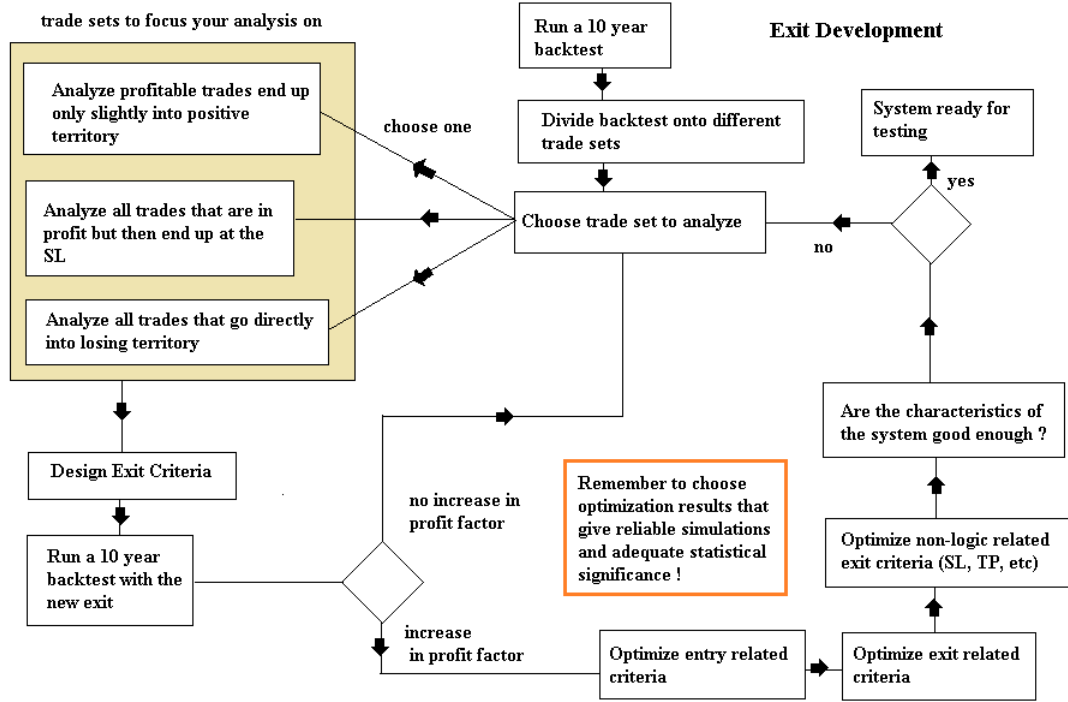 trade sets to focus your analysis on
Run a 10 year
backtest
Exit Development
Analyze profitable trades end up
only slightly into positive
territory
choose one
Divide backtest onto different
trade sets
System ready for
testing
yes
Analyze all trades that are in
profit but then end up at the
SL
Choose trade set to analyze
no
Analyze all trades that go directly
into losing territory
Are the characteristics of
the system good enough ?
Design Exit Criteria
no increase in
profit factor
Remember to choose
optimization results that
give reliable simulations
and adequate statistical
significance !
Optimize non-logic related
exit criteria (SL, TP, etc)
Run a 10 year
backtest with the
new exit
increase
in profit factor
Optimize entry related
criteria
Optimize exit related
criteria